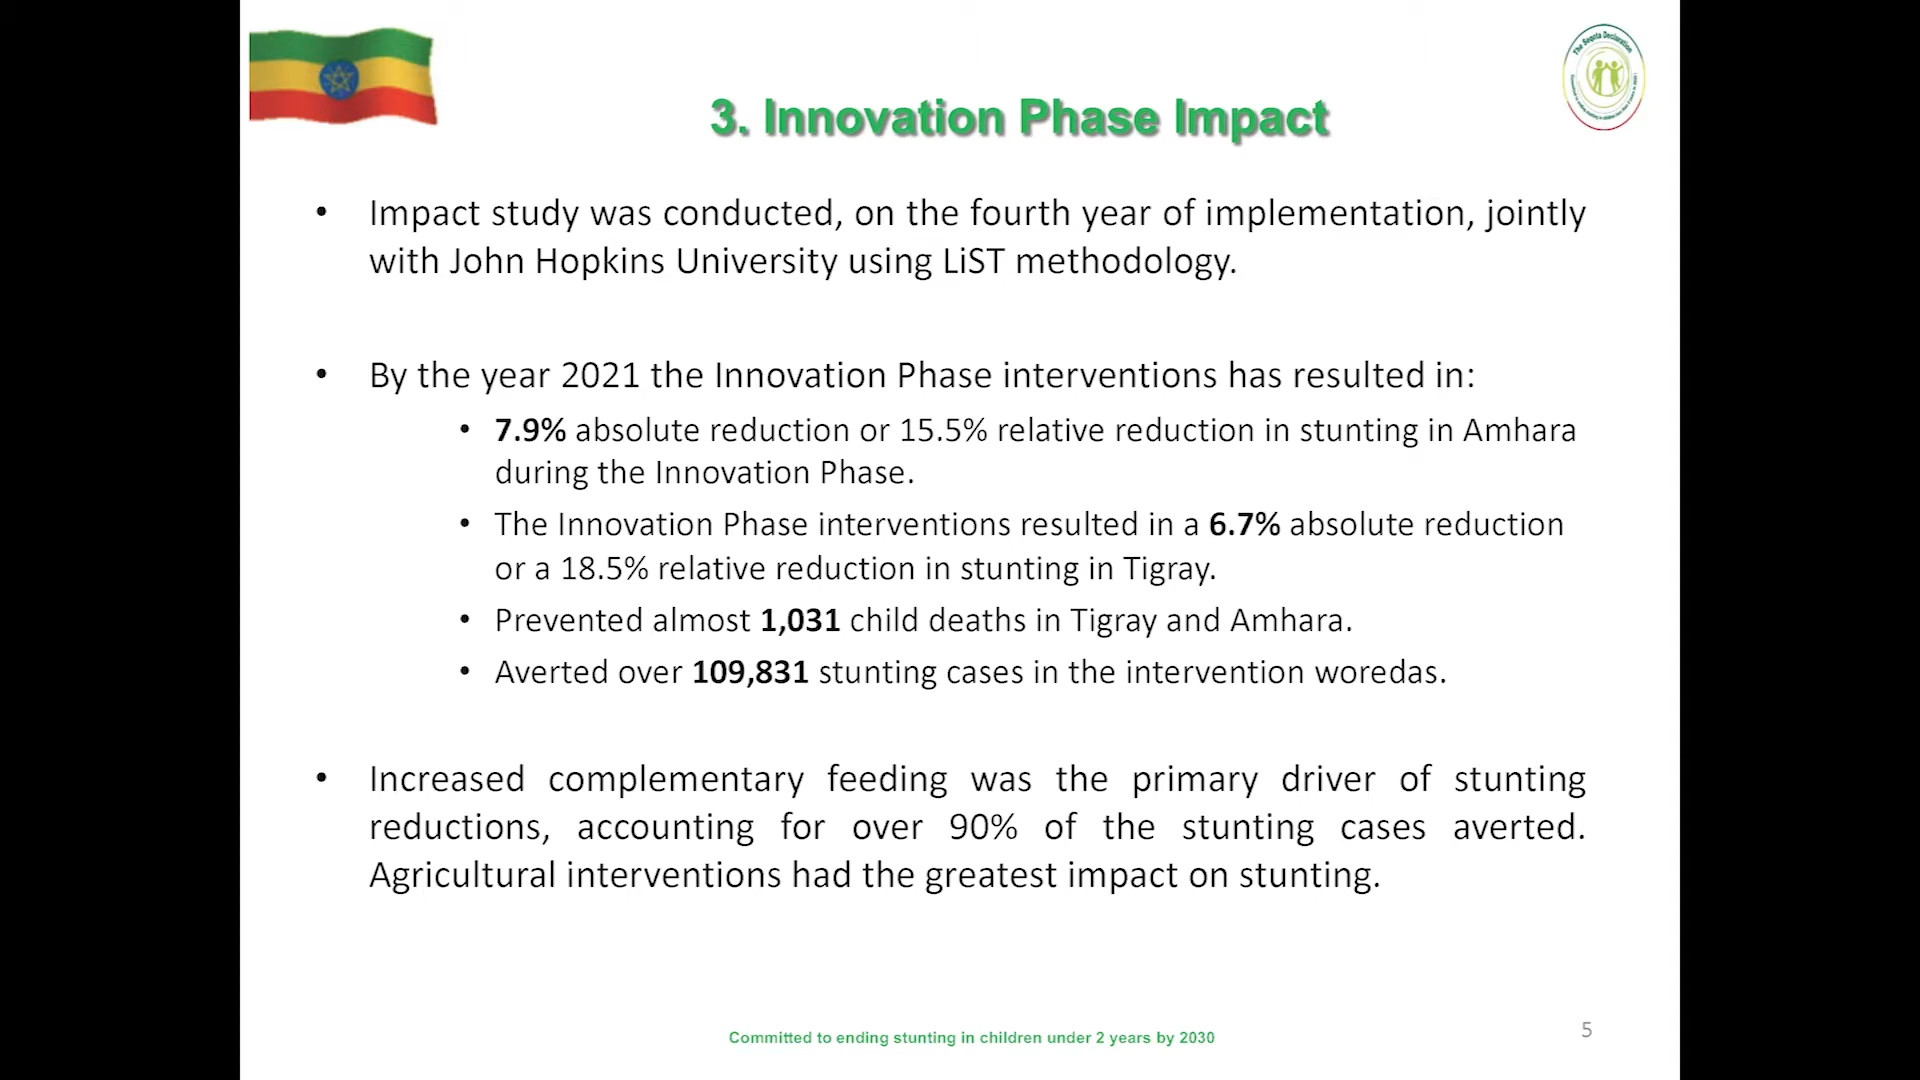 The Seqota Declaration
3. Innovation Phase Impact
• Impact study was conducted, on the fourth year of implementation, jointly
with John Hopkins University using LiST methodology.
• By the year 2021 the Innovation Phase interventions has resulted in:
• 7.9% absolute reduction or 15.5% relative reduction in stunting in Amhara
during the Innovation Phase.
• The Innovation Phase interventions resulted in a 6.7% absolute reduction
or a 18.5% relative reduction in stunting in Tigray.
• Prevented almost 1,031 child deaths in Tigray and Amhara.
• Averted over 109,831 stunting cases in the intervention woredas.
• Increased complementary feeding was the primary driver of stunting
reductions, accounting for over 90% of the stunting cases averted.
Agricultural interventions had the greatest impact on stunting.
Committed to ending stunting in children under 2 years by 2030
5